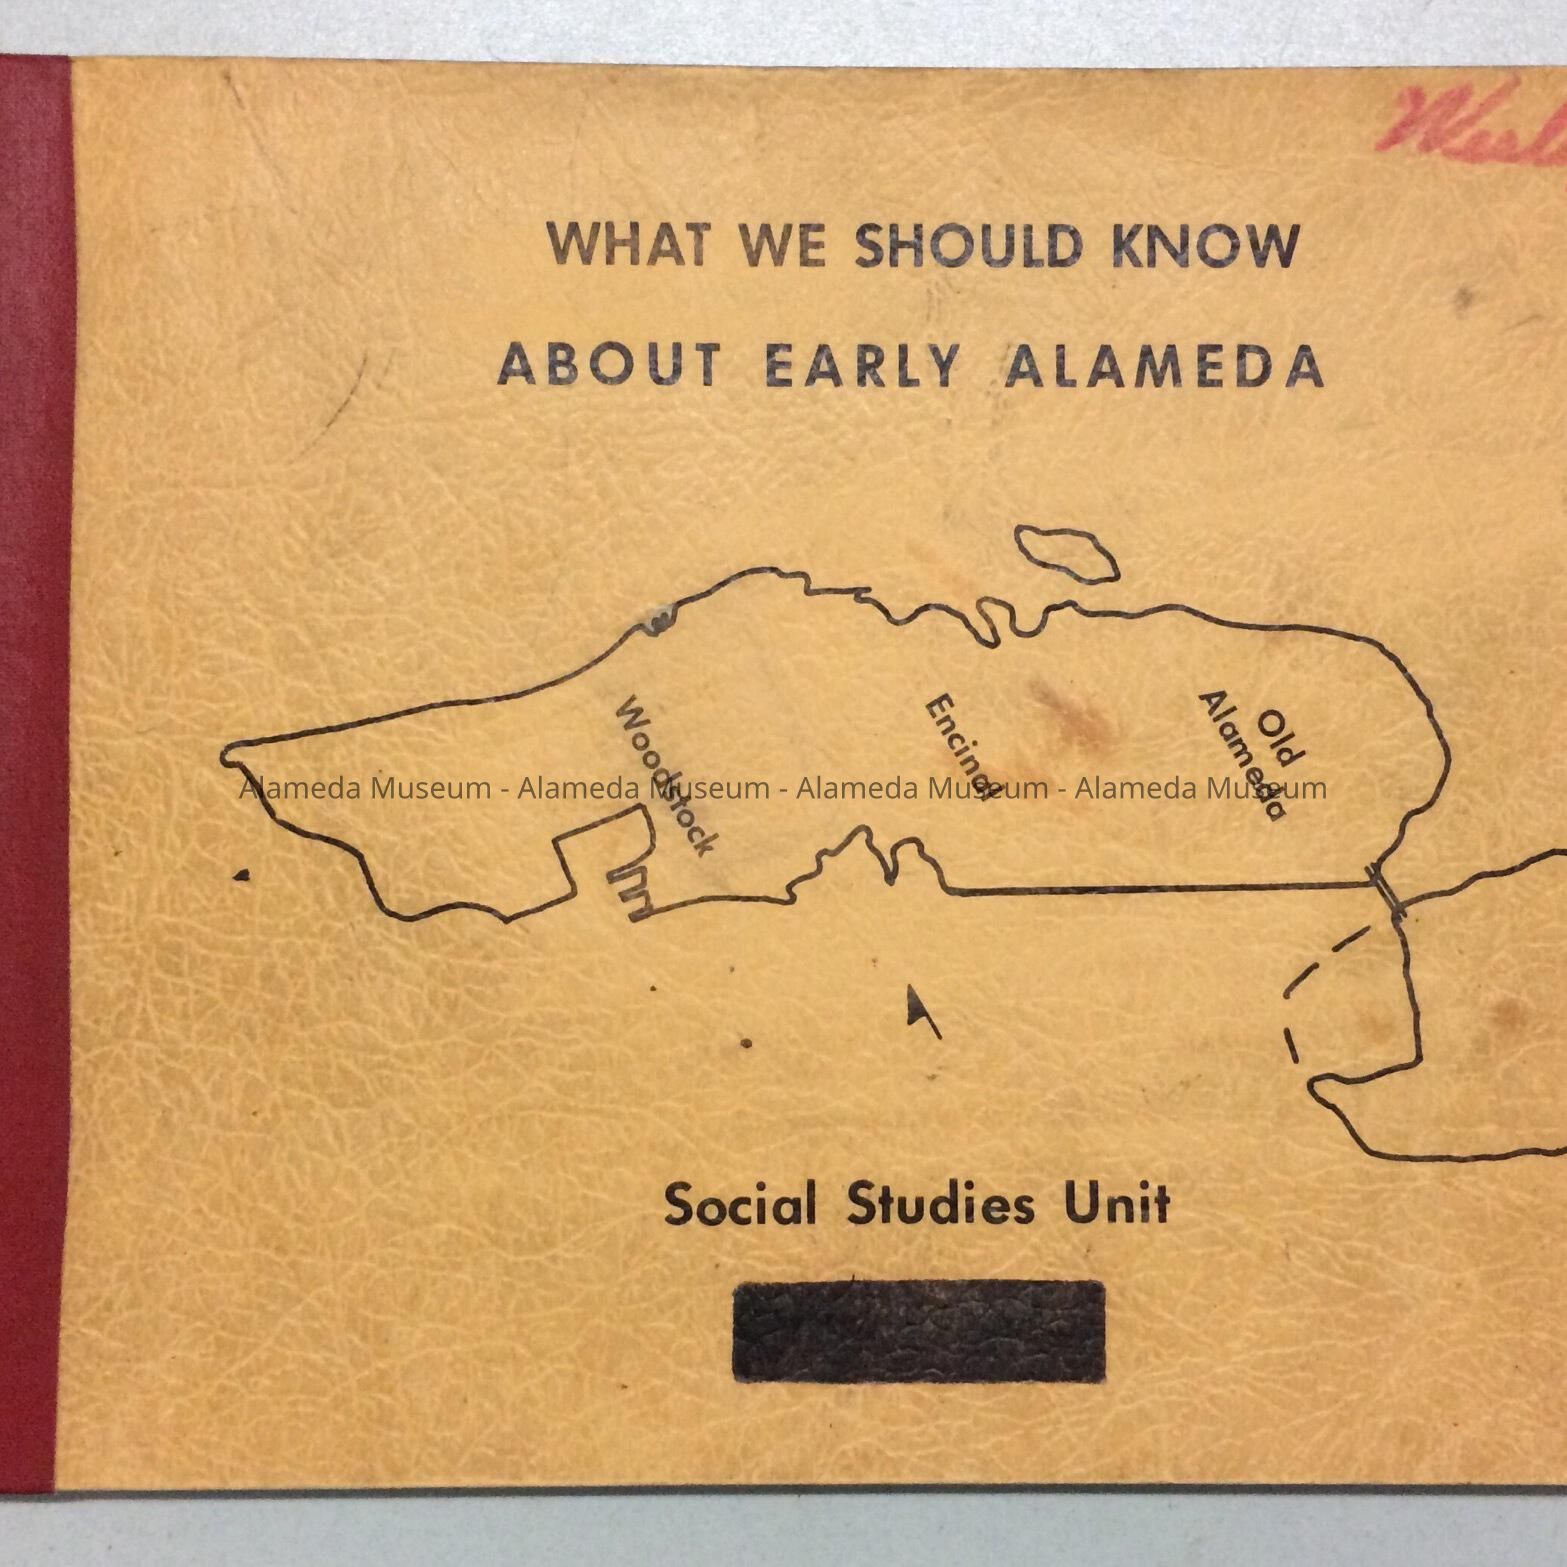 WHAT WE SHOULD KNOW
ABOUT EARLY ALAMEDA
Woodstock
Encinal
Old
Alameda
Alameda Museum - Alameda Museum - Alameda Museum - Alameda Museum
Social Studies Unit